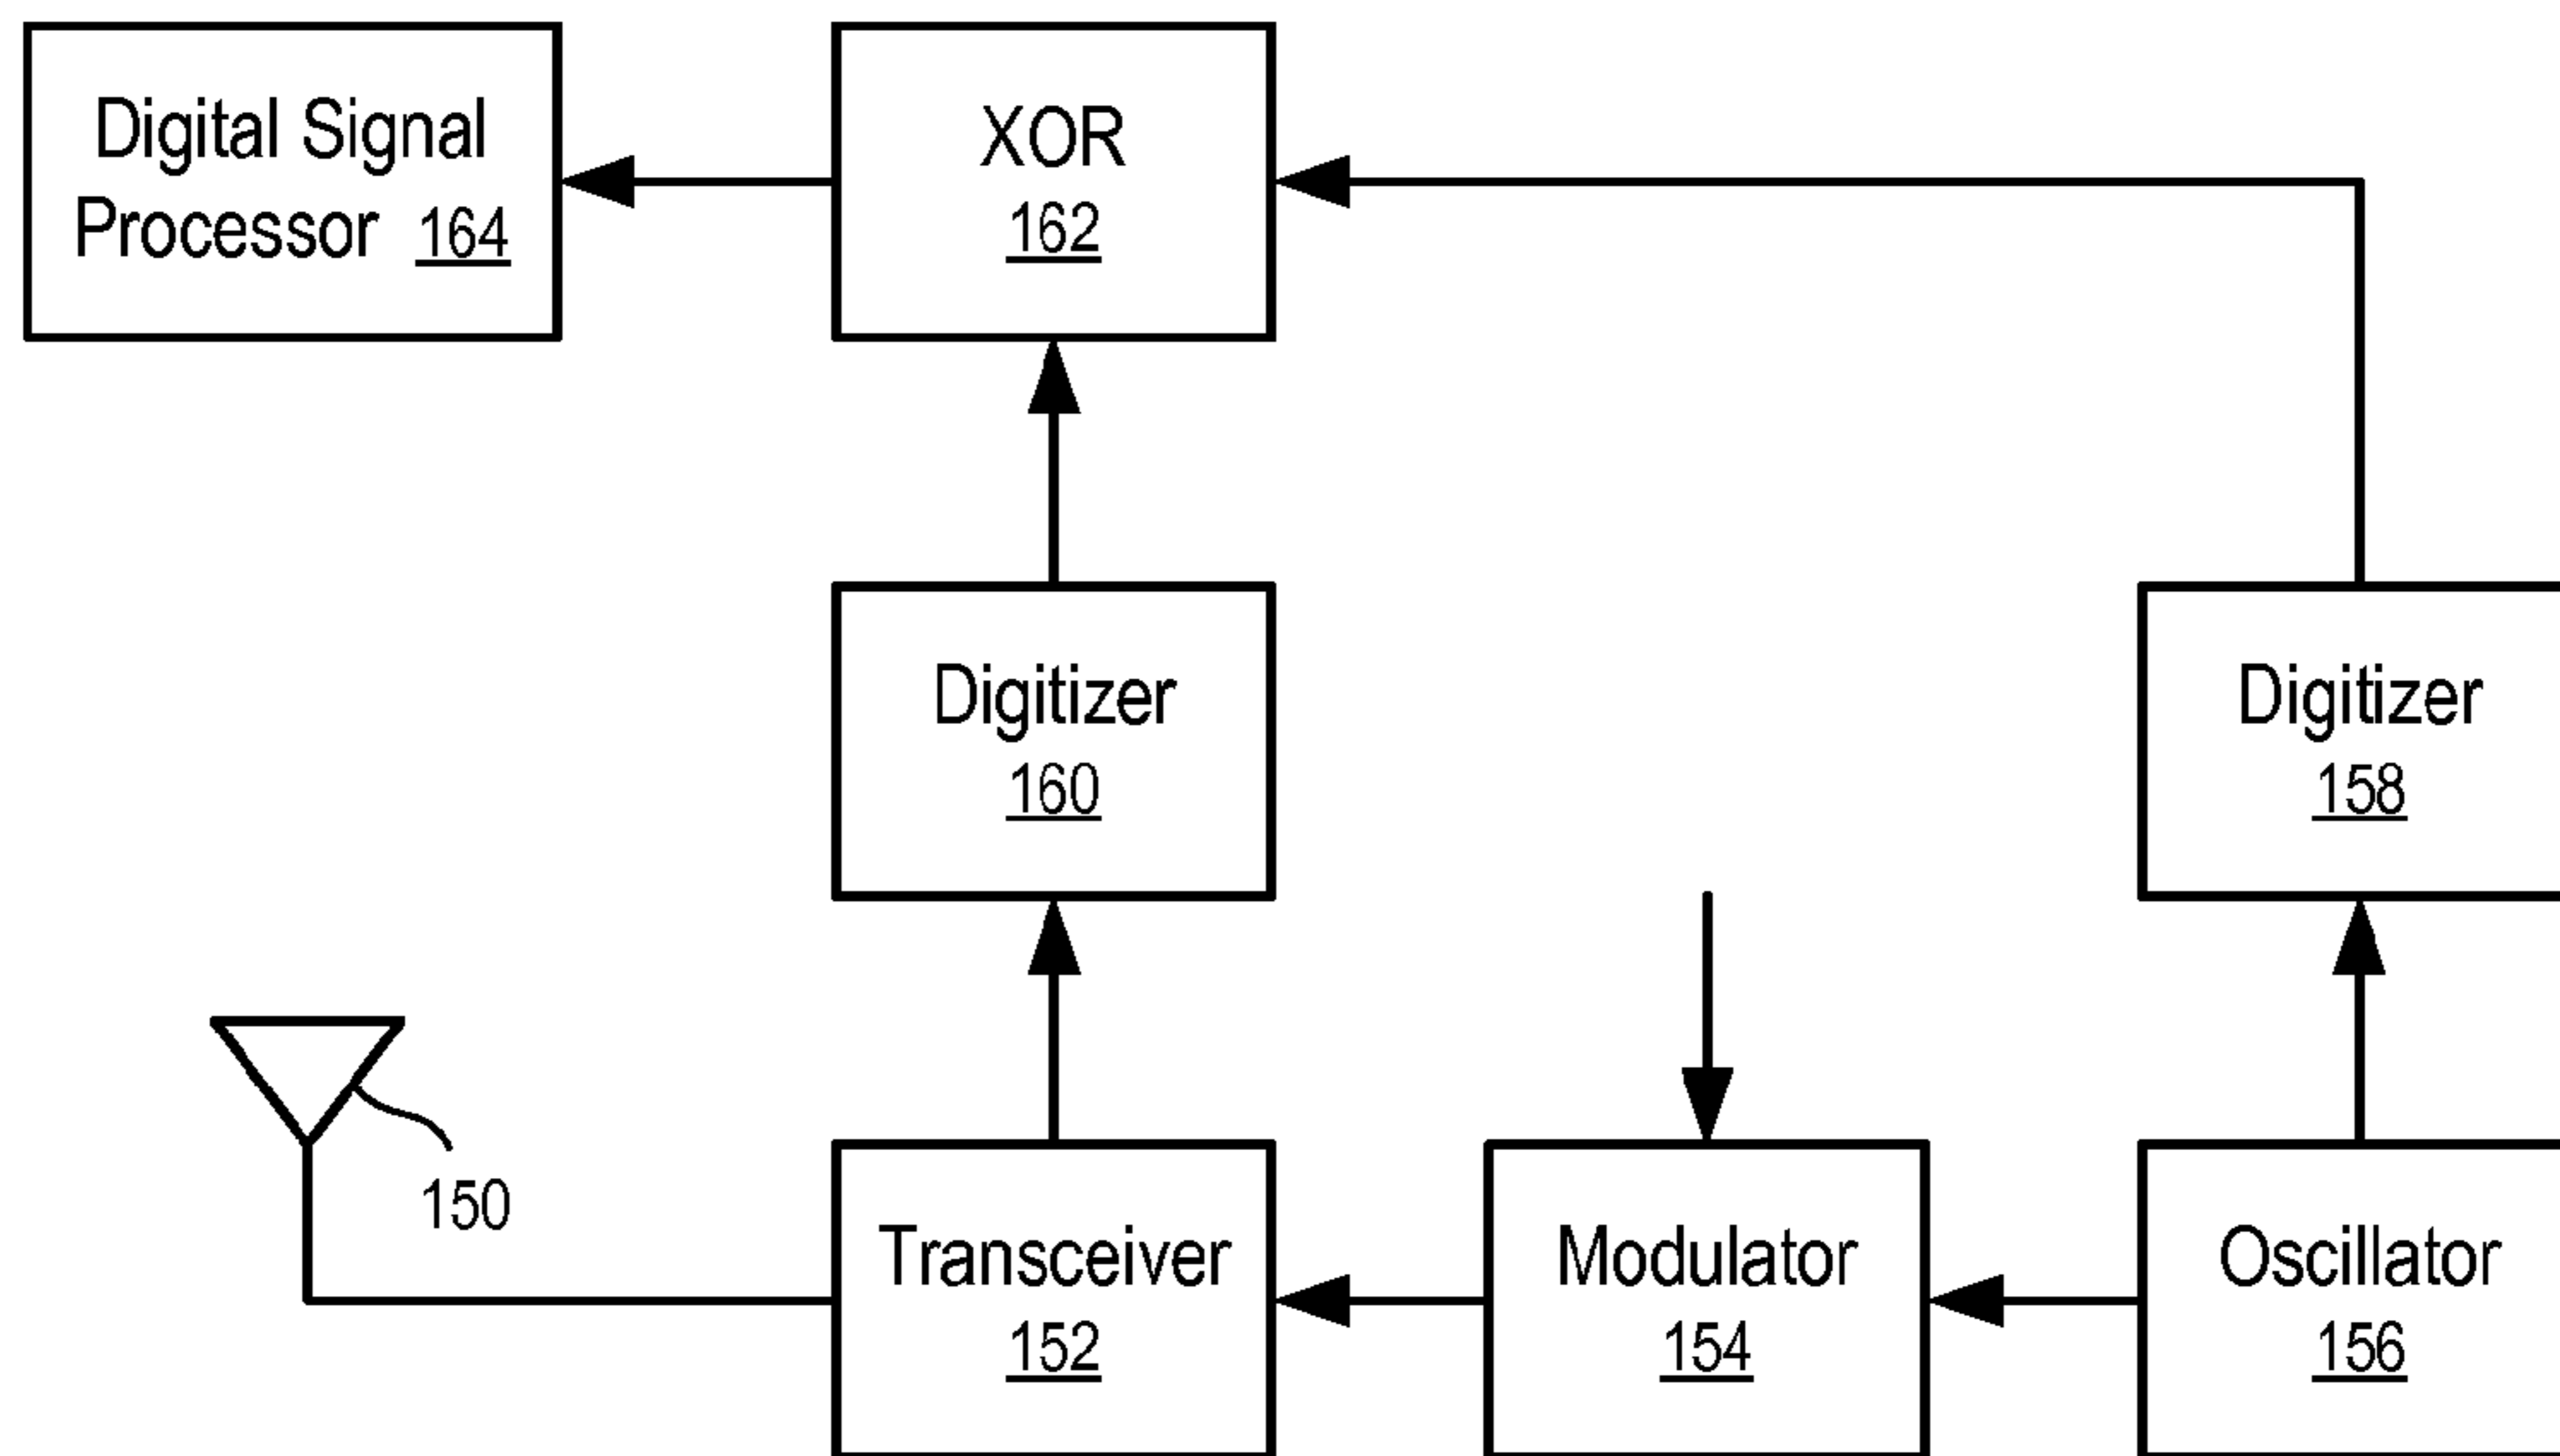 Digital Signal
Processor 164
XOR
162
Digitizer
160
Digitizer
158
150
Transceiver
152
Modulator
154
Oscillator
156